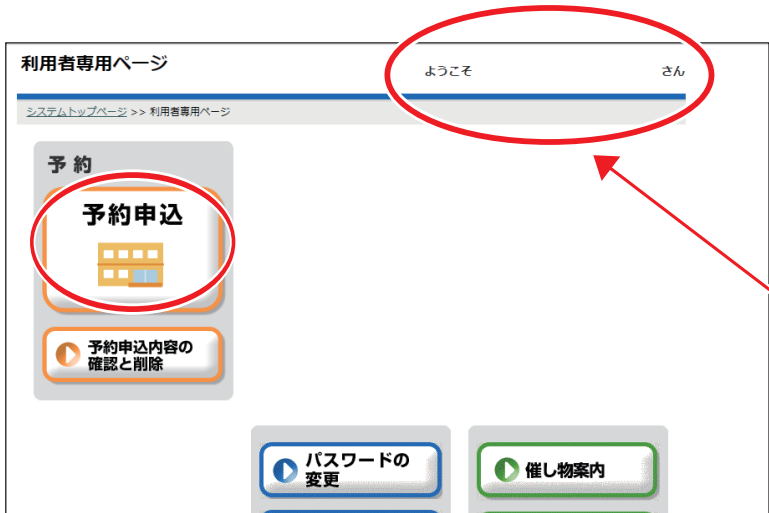 利用者専用ページ
ようこそ さん
システムトップページ >> 利用者専用ページ
予 約
予約申込
予約申込内容の
確認と削除
パスワードの
変更
催し物案内